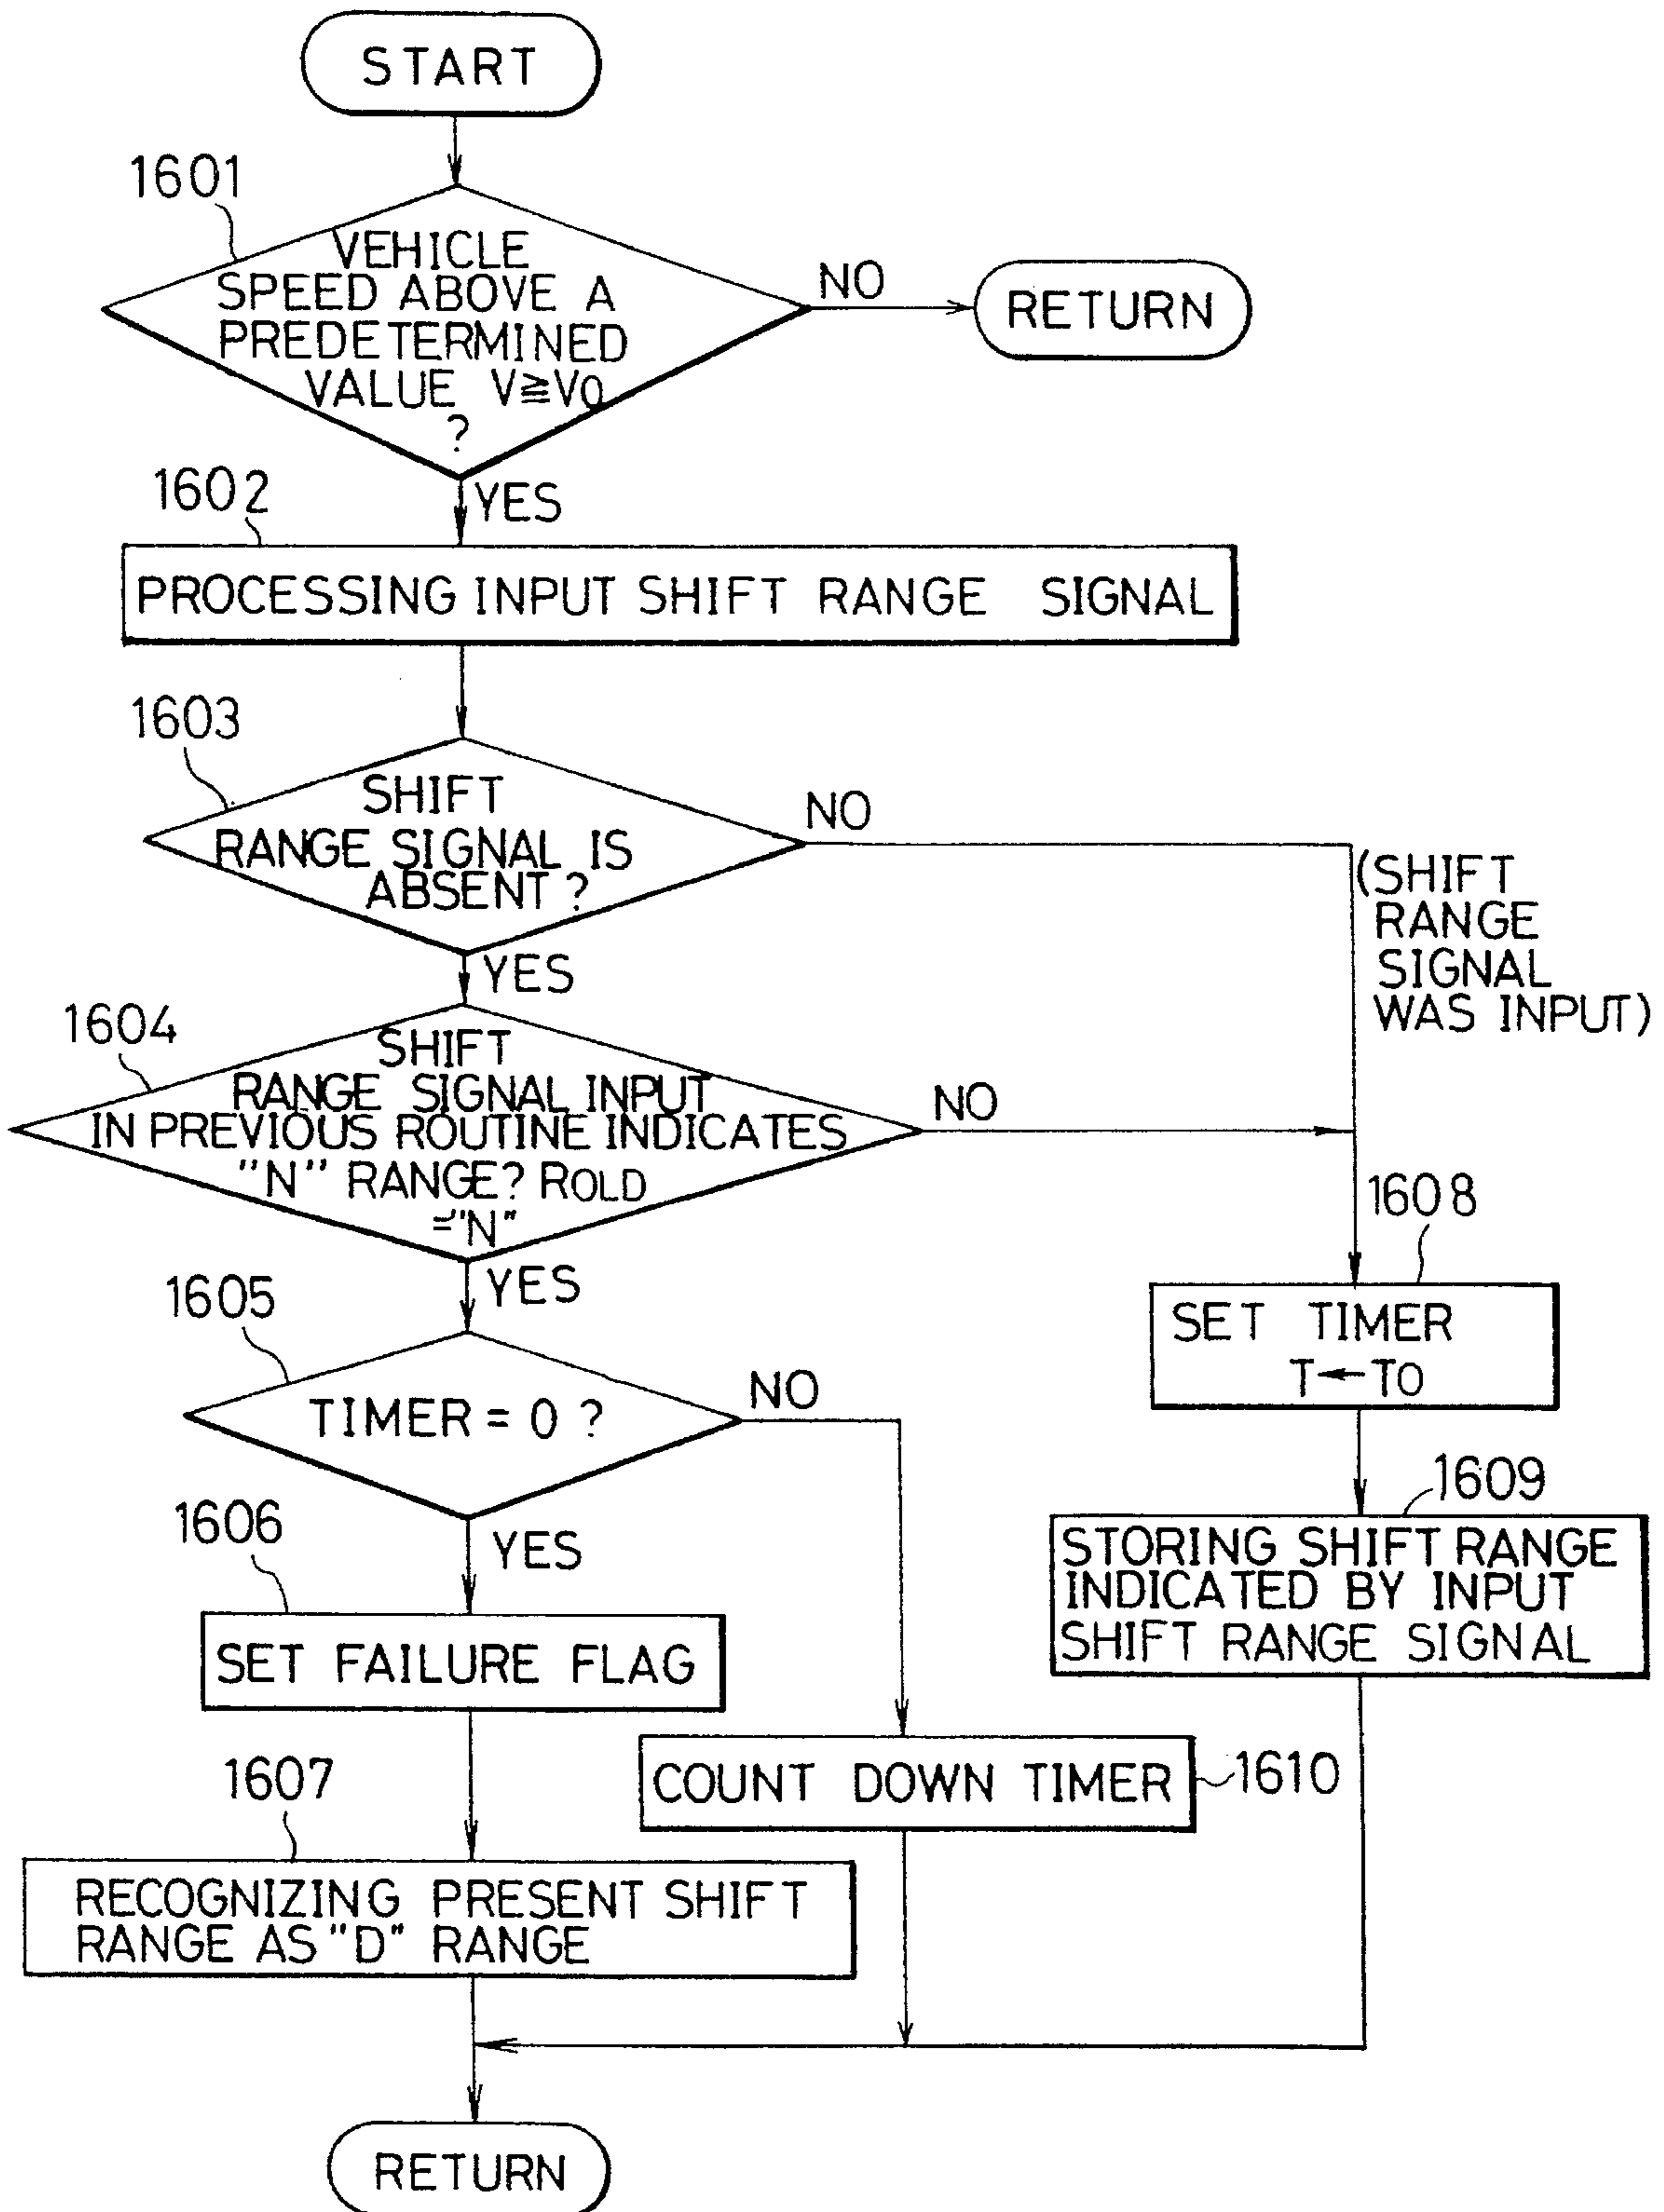 START
1601
VEHICLE
SPEED ABOVE A
PREDETERMINED
VALUE V≧V0
?
NO
RETURN
YES
1602
PROCESSING INPUT SHIFT RANGE SIGNAL
1603
SHIFT
RANGE SIGNAL IS
ABSENT ?
NO
(SHIFT
RANGE
SIGNAL
WAS INPUT)
YES
1604
SHIFT
RANGE SIGNAL INPUT
IN PREVIOUS ROUTINE INDICATES
"N" RANGE? ROLD
="N"
NO
YES
1608
SET TIMER
T←T0
1605
TIMER = 0 ?
NO
YES
1609
STORING SHIFT RANGE
INDICATED BY INPUT
SHIFT RANGE SIGNAL
1606
SET FAILURE FLAG
COUNT DOWN TIMER
1610
1607
RECOGNIZING PRESENT SHIFT
RANGE AS "D" RANGE
RETURN